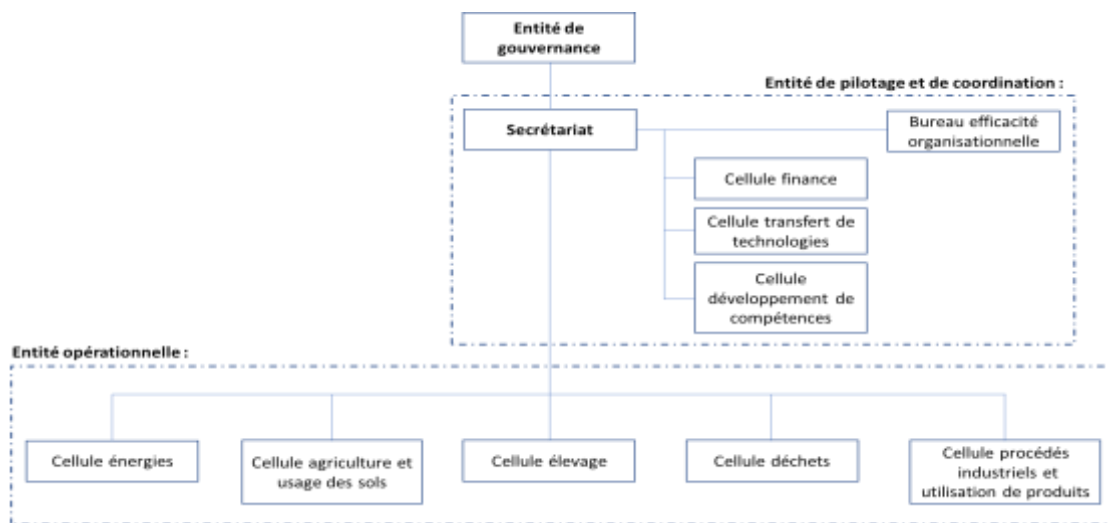 Entité de
gouvernance
Entité de pilotage et de coordination :
Secrétariat
Bureau efficacité
organisationnelle
Cellule finance
Cellule transfert de
technologies
Cellule
développement de
compétences
Entité opérationnelle :
Cellule énergies
Cellule agriculture et
usage des sols
Cellule élevage
Cellule déchets
Cellule procédés
industriels et
utilisation de produits